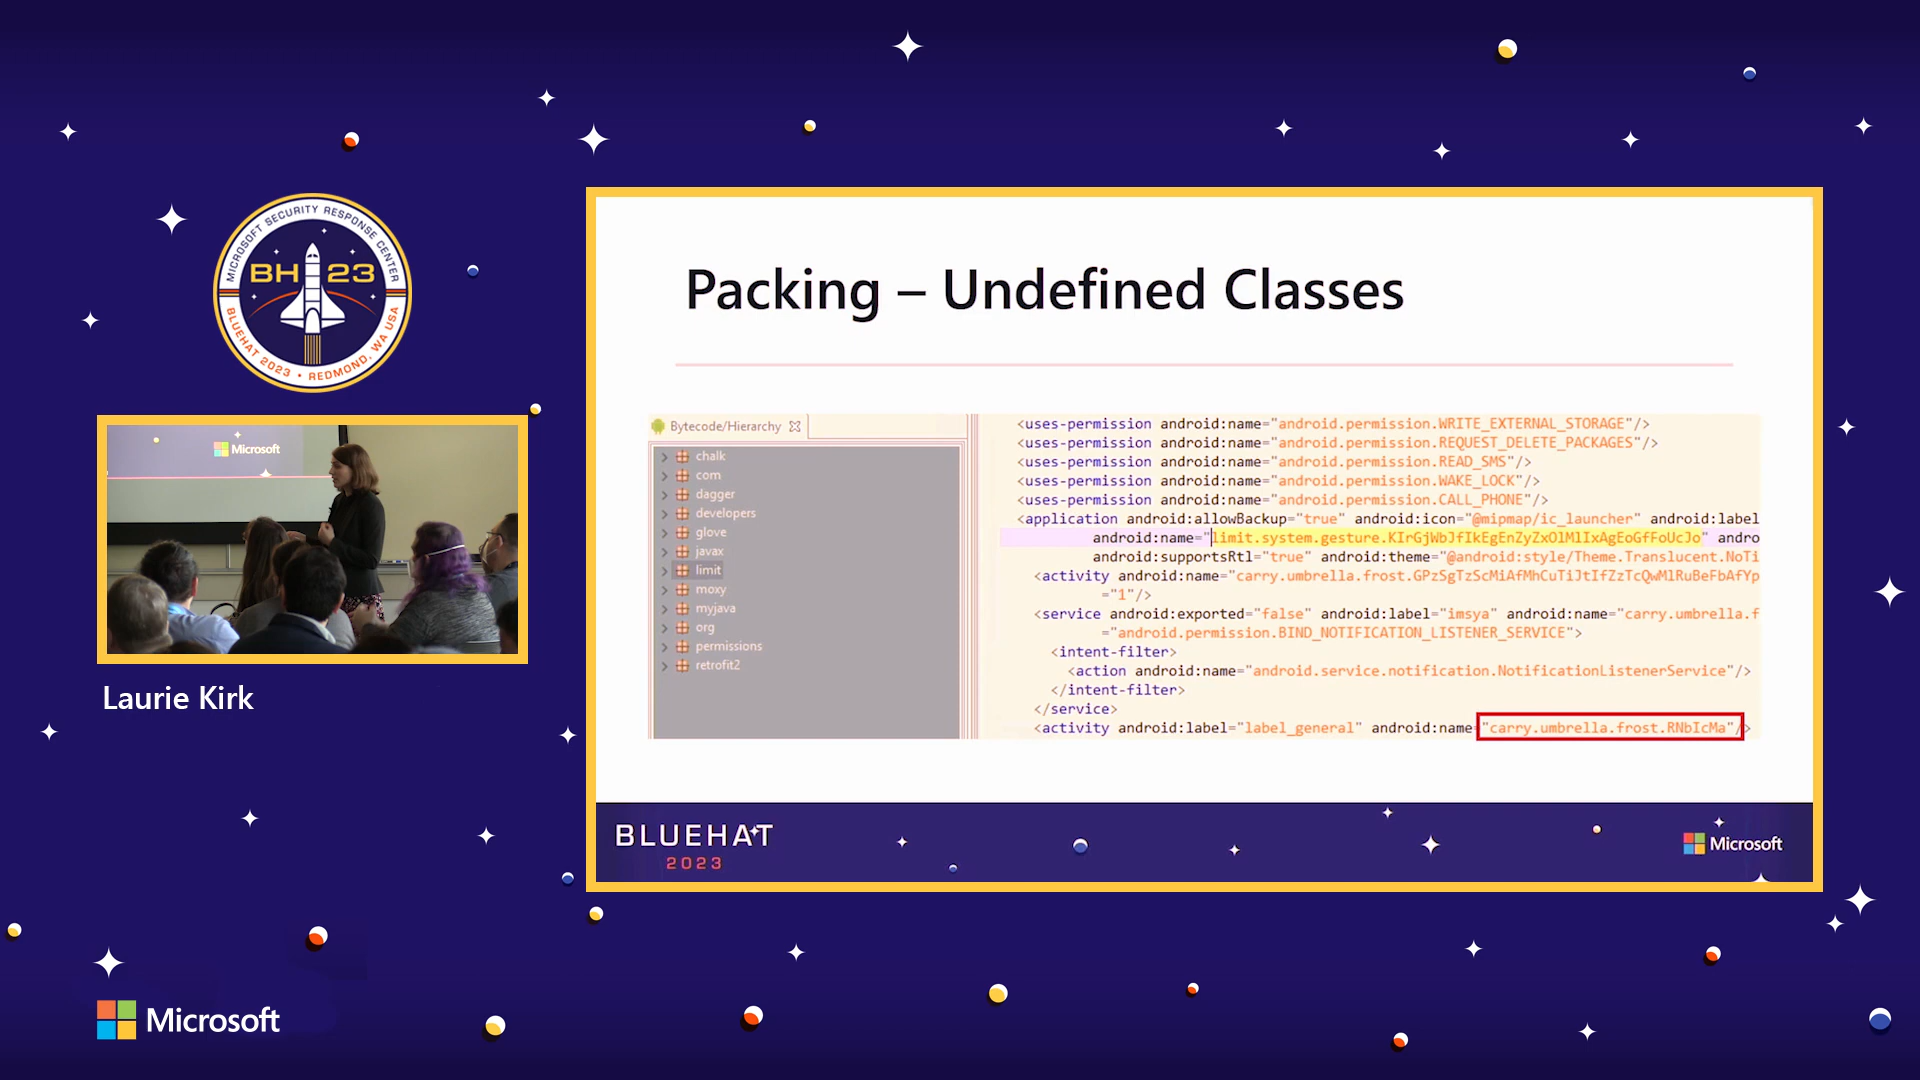 MICROSOFT SECURITY RESPONSE CENTER
BH 23
BLUEHAT 2023 • REDMOND, WA USA
Microsoft
Laurie Kirk
Packing – Undefined Classes
Bytecode/Hierarchy
chalk
com
dagger
developers
glove
javax
limit
moxy
myjava
org
permissions
retrofit2
<uses-permission android:name="android.permission.WRITE_EXTERNAL_STORAGE"/>
<uses-permission android:name="android.permission.REQUEST_DELETE_PACKAGES"/>
<uses-permission android:name="android.permission.READ_SMS"/>
<uses-permission android:name="android.permission.WAKE_LOCK"/>
<uses-permission android:name="android.permission.CALL_PHONE"/>
<application android:allowBackup="true" android:icon="@mipmap/ic_launcher" android:label
android:name="limit.system.gesture.KIrGjWbJfIkEgEnZyZxOlMlIxAgEoGfFoUcJo" andro
android:supportsRtl="true" android:theme="@android:style/Theme.Translucent.NoTi
<activity android:name="carry.umbrella.frost.GPzSgTzScMiAfMhCuTiJtIfZzTcQwMlRuBeFbAfYp
="1"/>
<service android:exported="false" android:label="imsya" android:name="carry.umbrella.f
="android.permission.BIND_NOTIFICATION_LISTENER_SERVICE">
<intent-filter>
<action android:name="android.service.notification.NotificationListenerService"/>
</intent-filter>
</service>
<activity android:label="label_general" android:name="carry.umbrella.frost.RNbIcMa"/>
BLUEHAT
2023
Microsoft
Microsoft